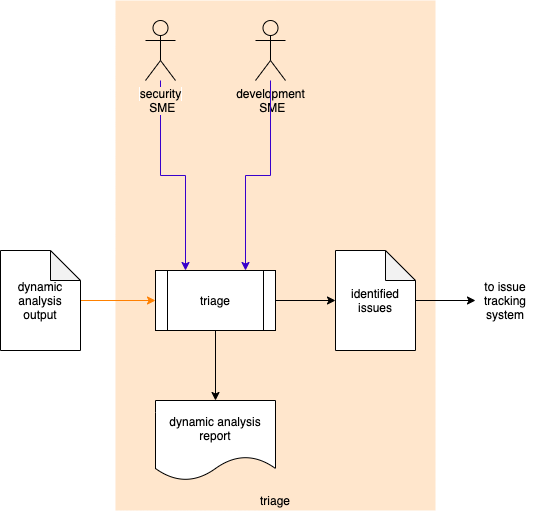 security
SME
development
SME
dynamic
analysis
output
triage
identified
issues
to issue
tracking
system
dynamic analysis
report
triage